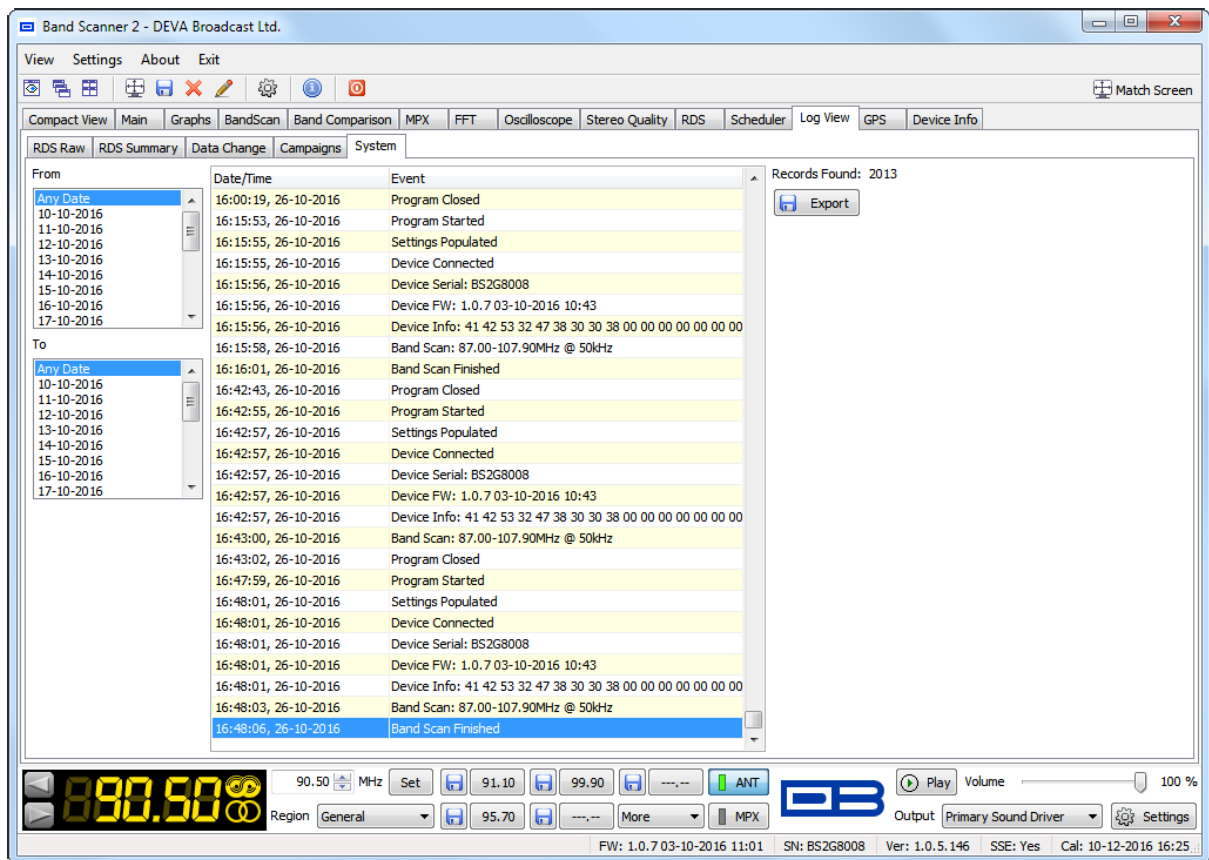 Band Scanner 2 - DEVA Broadcast Ltd.
View Settings About Exit
Match Screen
Compact View Main Graphs BandScan Band Comparison MPX FFT Oscilloscope Stereo Quality RDS Scheduler Log View GPS Device Info
RDS Raw RDS Summary Data Change Campaigns System
From
Any Date
10-10-2016
11-10-2016
12-10-2016
13-10-2016
14-10-2016
15-10-2016
16-10-2016
17-10-2016
To
Any Date
10-10-2016
11-10-2016
12-10-2016
13-10-2016
14-10-2016
15-10-2016
16-10-2016
17-10-2016
Date/Time Event
16:00:19, 26-10-2016 Program Closed
16:15:53, 26-10-2016 Program Started
16:15:55, 26-10-2016 Settings Populated
16:15:55, 26-10-2016 Device Connected
16:15:56, 26-10-2016 Device Serial: BS2G8008
16:15:56, 26-10-2016 Device FW: 1.0.7 03-10-2016 10:43
16:15:56, 26-10-2016 Device Info: 41 42 53 32 47 38 30 30 38 00 00 00 00 00 00 00
16:15:58, 26-10-2016 Band Scan: 87.00-107.90MHz @ 50kHz
16:16:01, 26-10-2016 Band Scan Finished
16:42:43, 26-10-2016 Program Closed
16:42:55, 26-10-2016 Program Started
16:42:57, 26-10-2016 Settings Populated
16:42:57, 26-10-2016 Device Connected
16:42:57, 26-10-2016 Device Serial: BS2G8008
16:42:57, 26-10-2016 Device FW: 1.0.7 03-10-2016 10:43
16:42:57, 26-10-2016 Device Info: 41 42 53 32 47 38 30 30 38 00 00 00 00 00 00 00
16:43:00, 26-10-2016 Band Scan: 87.00-107.90MHz @ 50kHz
16:43:02, 26-10-2016 Program Closed
16:47:59, 26-10-2016 Program Started
16:48:01, 26-10-2016 Settings Populated
16:48:01, 26-10-2016 Device Connected
16:48:01, 26-10-2016 Device Serial: BS2G8008
16:48:01, 26-10-2016 Device FW: 1.0.7 03-10-2016 10:43
16:48:01, 26-10-2016 Device Info: 41 42 53 32 47 38 30 30 38 00 00 00 00 00 00 00
16:48:03, 26-10-2016 Band Scan: 87.00-107.90MHz @ 50kHz
16:48:06, 26-10-2016 Band Scan Finished
Records Found: 2013
Export
90.50
90.50 MHz Set 91.10 99.90 ---.-- ANT
Region General 95.70 ---.-- More MPX
DB
Play Volume 100 %
Output Primary Sound Driver Settings
FW: 1.0.7 03-10-2016 11:01 SN: BS2G8008 Ver: 1.0.5.146 SSE: Yes Cal: 10-12-2016 16:25